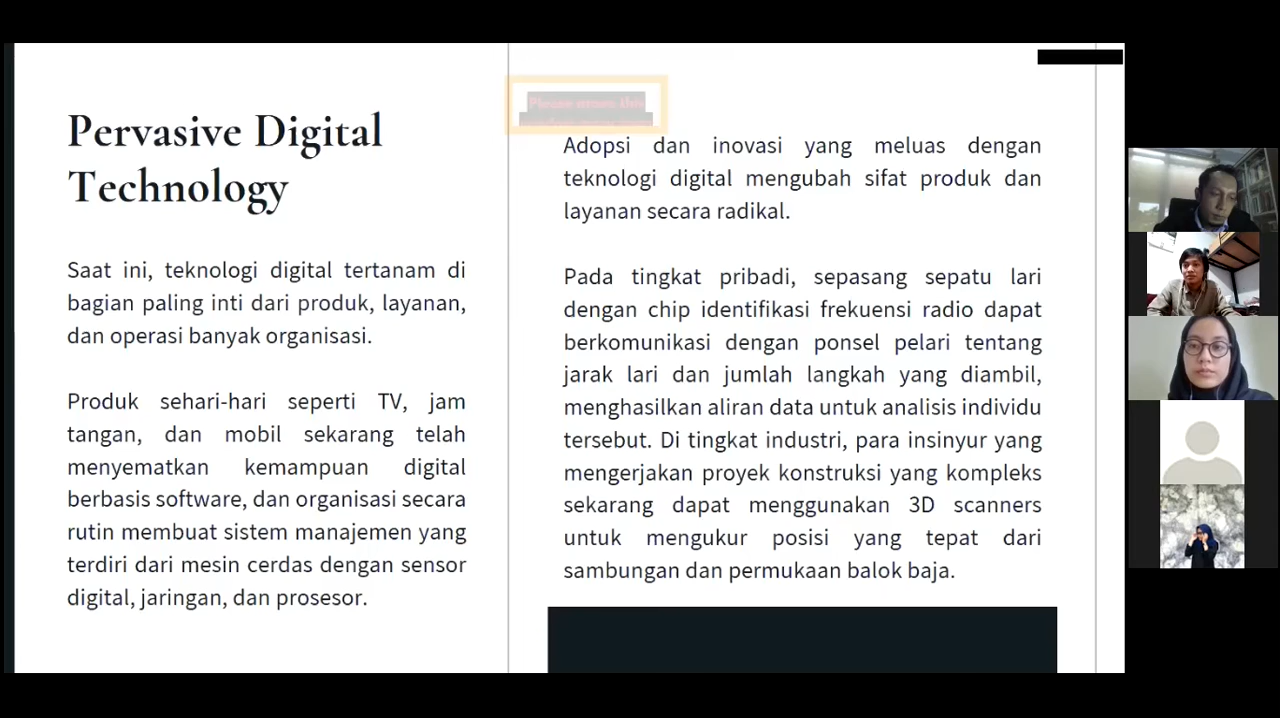 Pervasive Digital
Technology
Saat ini, teknologi digital tertanam di
bagian paling inti dari produk, layanan,
dan operasi banyak organisasi.
Produk sehari-hari seperti TV, jam
tangan, dan mobil sekarang telah
menyematkan kemampuan digital
berbasis software, dan organisasi secara
rutin membuat sistem manajemen yang
terdiri dari mesin cerdas dengan sensor
digital, jaringan, dan prosesor.
Please this
Adopsi dan inovasi yang meluas dengan
teknologi digital mengubah sifat produk dan
layanan secara radikal.
Pada tingkat pribadi, sepasang sepatu lari
dengan chip identifikasi frekuensi radio dapat
berkomunikasi dengan ponsel pelari tentang
jarak lari dan jumlah langkah yang diambil,
menghasilkan aliran data untuk analisis individu
tersebut. Di tingkat industri, para insinyur yang
mengerjakan proyek konstruksi yang kompleks
sekarang dapat menggunakan 3D scanners
untuk mengukur posisi yang tepat dari
sambungan dan permukaan balok baja.